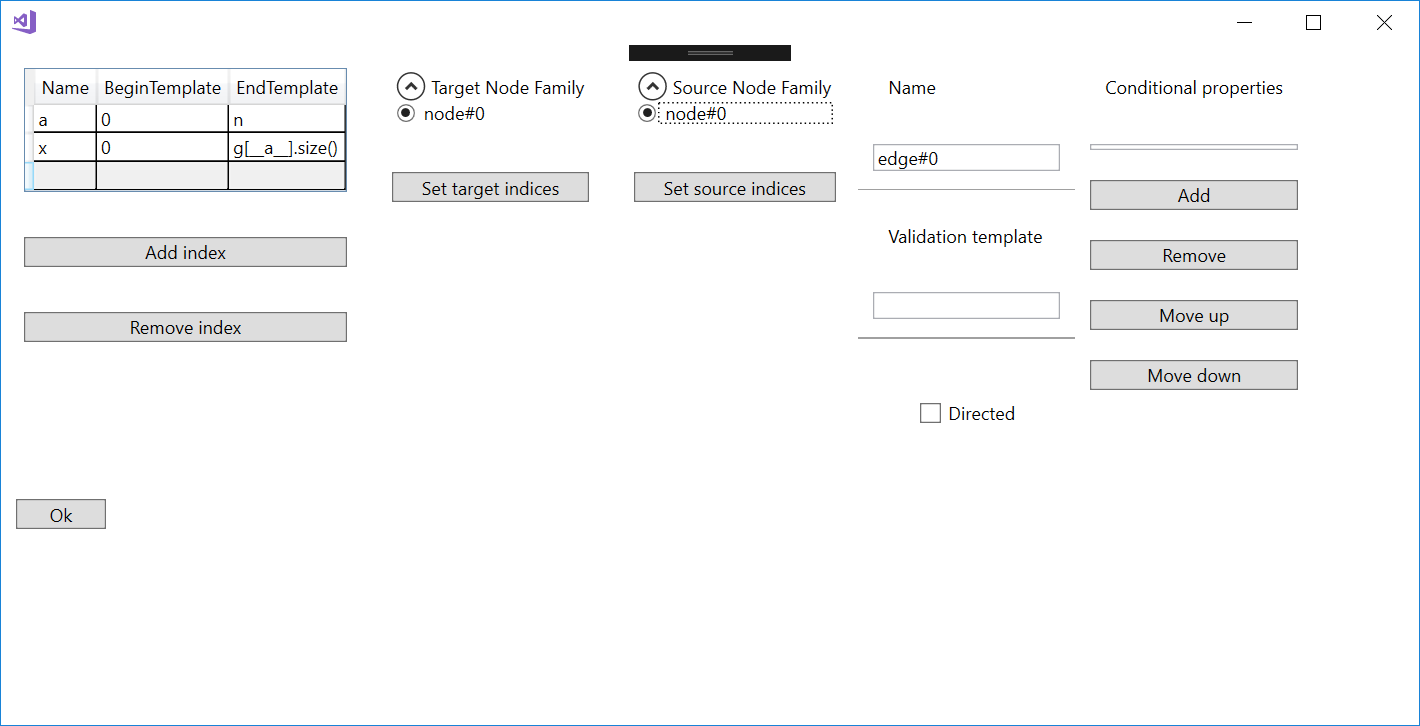 Name BeginTemplate EndTemplate
a 0 n
x 0 g[__a__].size()
Add index
Remove index
Ok
Target Node Family
node#0
Set target indices
Source Node Family
node#0
Set source indices
Name
edge#0
Validation template
Directed
Conditional properties
Add
Remove
Move up
Move down